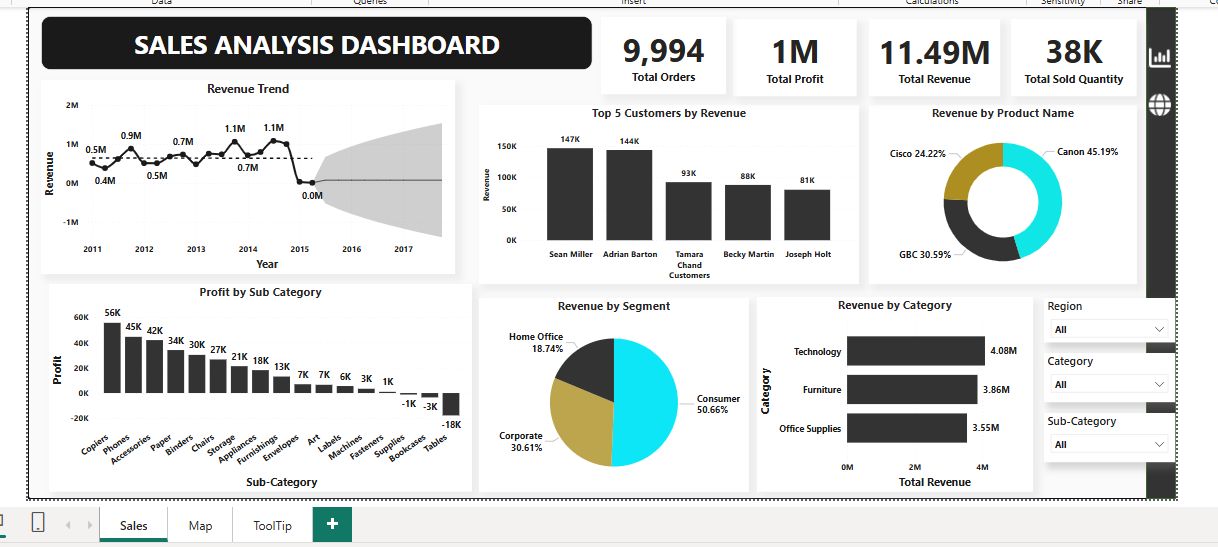 Data Queries Insert Calculations Sensitivity Share
SALES ANALYSIS DASHBOARD
9,994
Total Orders
1M
Total Profit
11.49M
Total Revenue
38K
Total Sold Quantity
Revenue Trend
2M
1M
0M
-1M
Revenue
0.5M
0.4M
0.9M
0.5M
0.7M
1.1M
0.7M
1.1M
0.0M
2011 2012 2013 2014 2015 2016 2017
Year
Top 5 Customers by Revenue
150K
100K
50K
0K
Revenue
147K 144K 93K 88K 81K
Sean Miller Adrian Barton Tamara Chand Becky Martin Joseph Holt
Customers
Revenue by Product Name
Cisco 24.22%
Canon 45.19%
GBC 30.59%
Profit by Sub Category
60K
40K
20K
0K
-20K
Profit
56K 45K 42K 34K 30K 27K 21K 18K 13K 7K 7K 6K 3K 1K -1K -3K -18K
Copiers Phones Accessories Paper Binders Chairs Storage Appliances Furnishings Envelopes Art Labels Machines Fasteners Supplies Bookcases Tables
Sub-Category
Revenue by Segment
Home Office
18.74%
Consumer
50.66%
Corporate
30.61%
Revenue by Category
Category
Technology 4.08M
Furniture 3.86M
Office Supplies 3.55M
0M 2M 4M
Total Revenue
Region
All
Category
All
Sub-Category
All
Sales Map ToolTip +